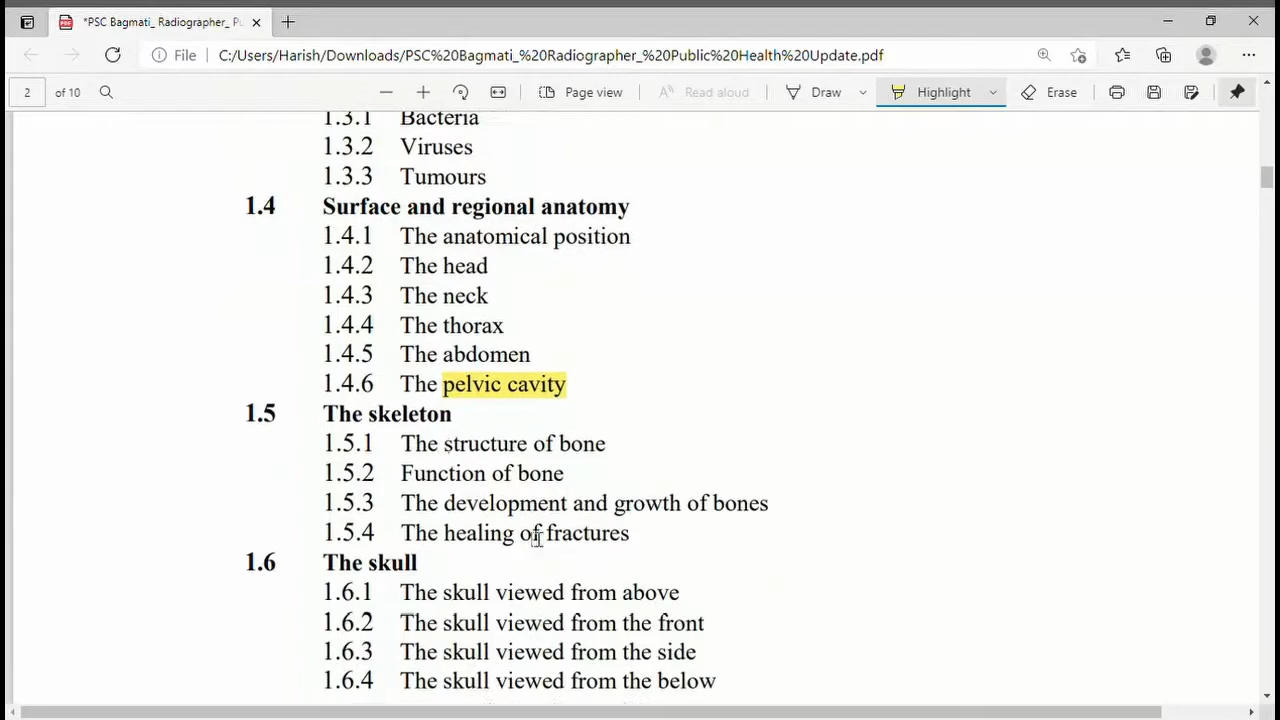 *PSC Bagmati_ Radiographer_ Pu
File C:/Users/Harish/Downloads/PSC%20Bagmati_%20Radiographer_%20Public%20Health%20Update.pdf
2 of 10 Page view Read aloud Draw Highlight Erase
1.3.1 Bacteria
1.3.2 Viruses
1.3.3 Tumours
1.4 Surface and regional anatomy
1.4.1 The anatomical position
1.4.2 The head
1.4.3 The neck
1.4.4 The thorax
1.4.5 The abdomen
1.4.6 The pelvic cavity
1.5 The skeleton
1.5.1 The structure of bone
1.5.2 Function of bone
1.5.3 The development and growth of bones
1.5.4 The healing of fractures
1.6 The skull
1.6.1 The skull viewed from above
1.6.2 The skull viewed from the front
1.6.3 The skull viewed from the side
1.6.4 The skull viewed from the below